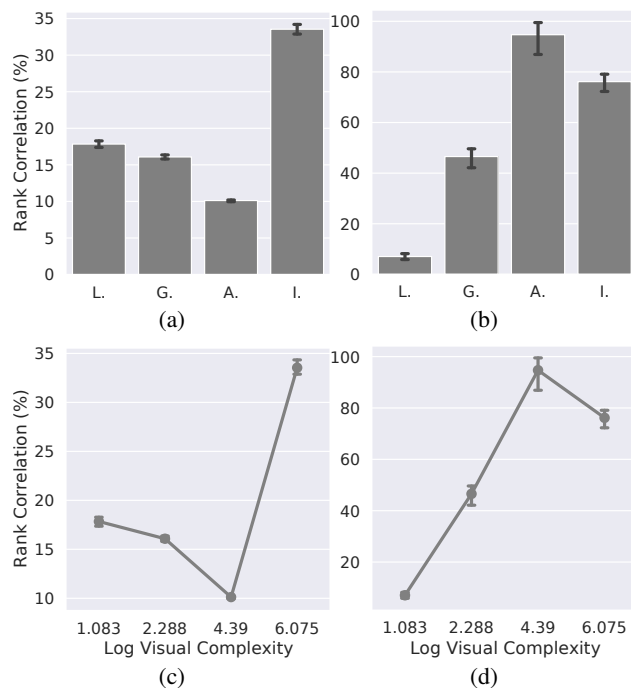 35
30
25
20
15
10
5
0
Rank Correlation (%)
L. G. A. I.
(a)
100
80
60
40
20
0
L. G. A. I.
(b)
35
30
25
20
15
10
Rank Correlation (%)
1.083 2.288 4.39 6.075
Log Visual Complexity
(c)
100
80
60
40
20
1.083 2.288 4.39 6.075
Log Visual Complexity
(d)